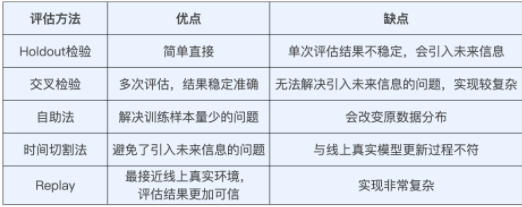 评估方法 优点 缺点
Holdout检验 简单直接 单次评估结果不稳定，会引入未来信息
交叉检验 多次评估，结果稳定准确 无法解决引入未来信息的问题，实现较复杂
自助法 解决训练样本量少的问题 会改变原数据分布
时间切割法 避免了引入未来信息的问题 与线上真实模型更新过程不符
Replay 最接近线上真实环境，
评估结果更加可信 实现非常复杂